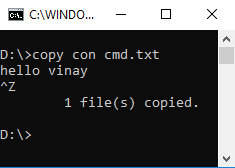 C:\WINDO...
D:\>copy con cmd.txt
hello vinay
^Z
        1 file(s) copied.
D:\>